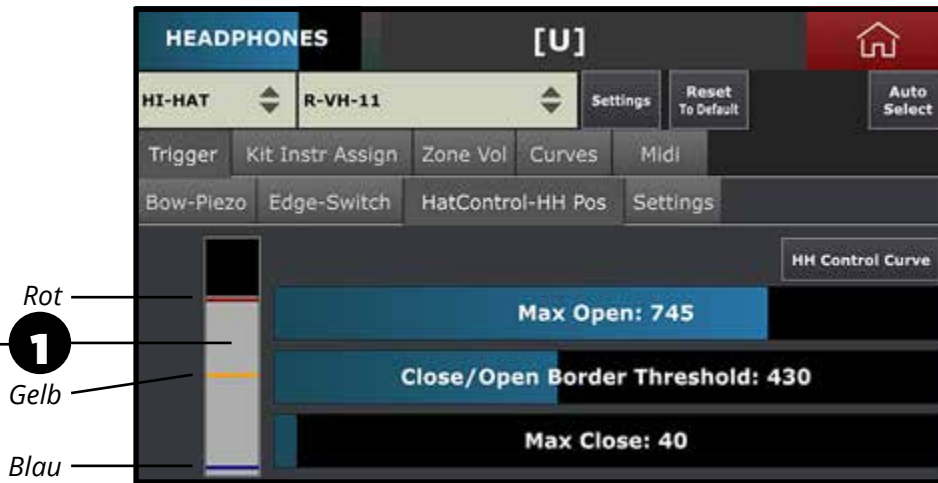 HEADPHONES [U]
HI-HAT R-VH-11 Settings Reset To Default Auto Select
Trigger Kit Instr Assign Zone Vol Curves Midi
Bow-Piezo Edge-Switch HatControl-HH Pos Settings
HH Control Curve
Rot
Max Open: 745
1
Close/Open Border Threshold: 430
Gelb
Max Close: 40
Blau